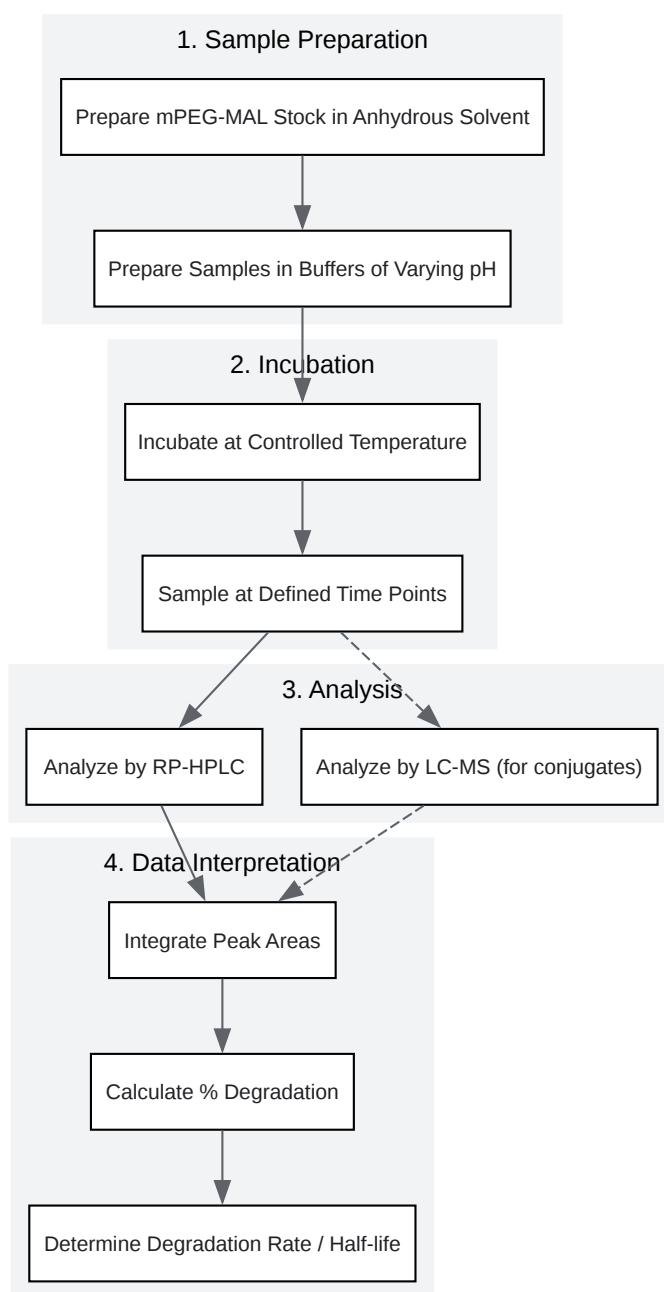 1. Sample Preparation
Prepare mPEG-MAL Stock in Anhydrous Solvent
Prepare Samples in Buffers of Varying pH
2. Incubation
Incubate at Controlled Temperature
Sample at Defined Time Points
3. Analysis
Analyze by RP-HPLC
Analyze by LC-MS (for conjugates)
4. Data Interpretation
Integrate Peak Areas
Calculate % Degradation
Determine Degradation Rate / Half-life